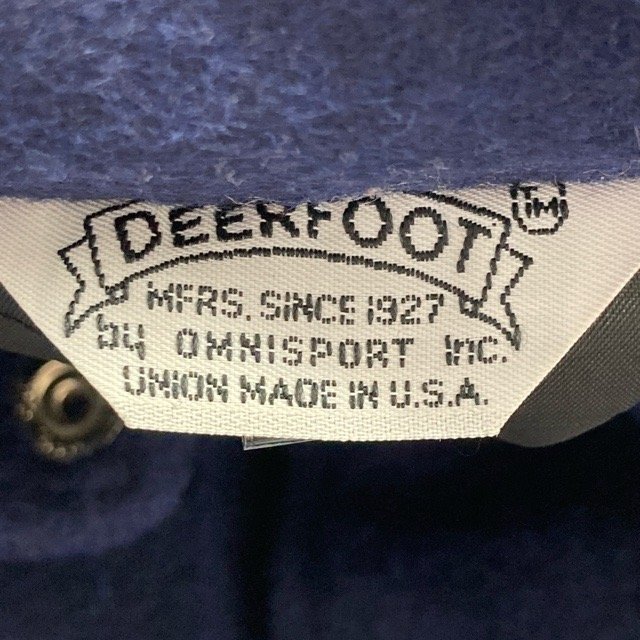 DEERFOOT TM
MFRS. SINCE 1927
by OMNISPORT INC.
UNION MADE IN U.S.A.